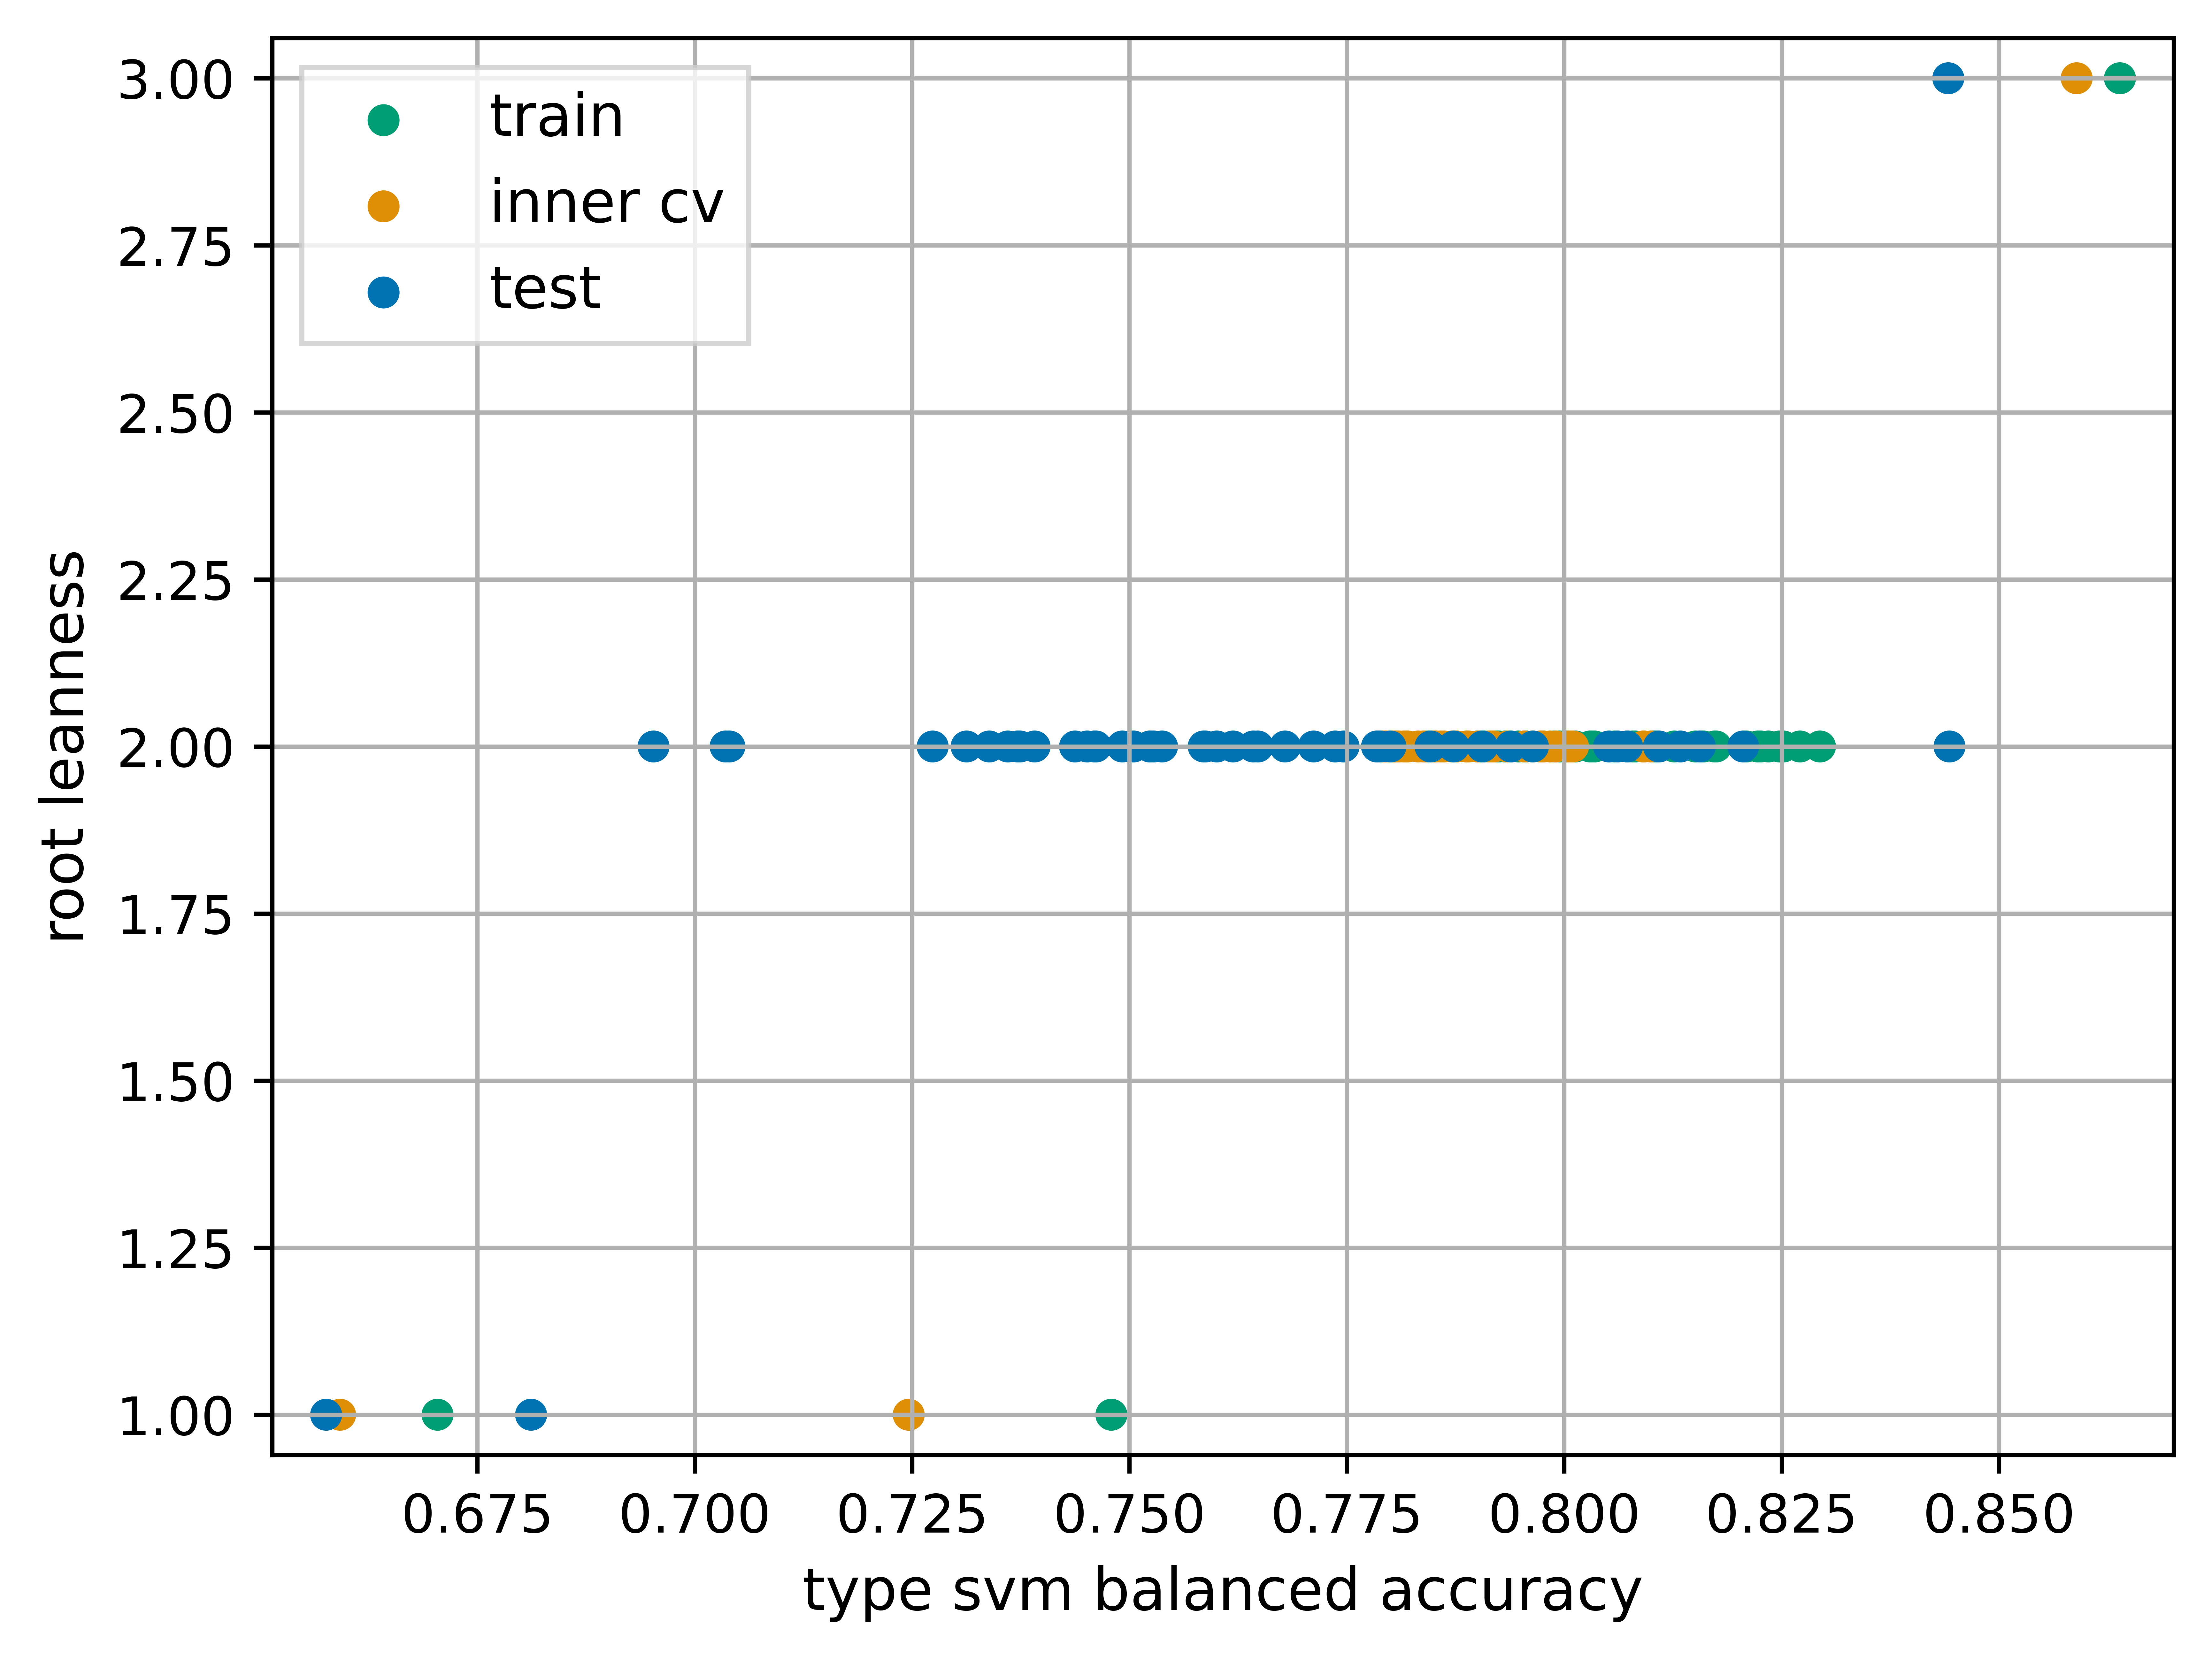 train
inner cv
test
root leanness
3.00
2.75
2.50
2.25
2.00
1.75
1.50
1.25
1.00
0.675 0.700 0.725 0.750 0.775 0.800 0.825 0.850
type svm balanced accuracy